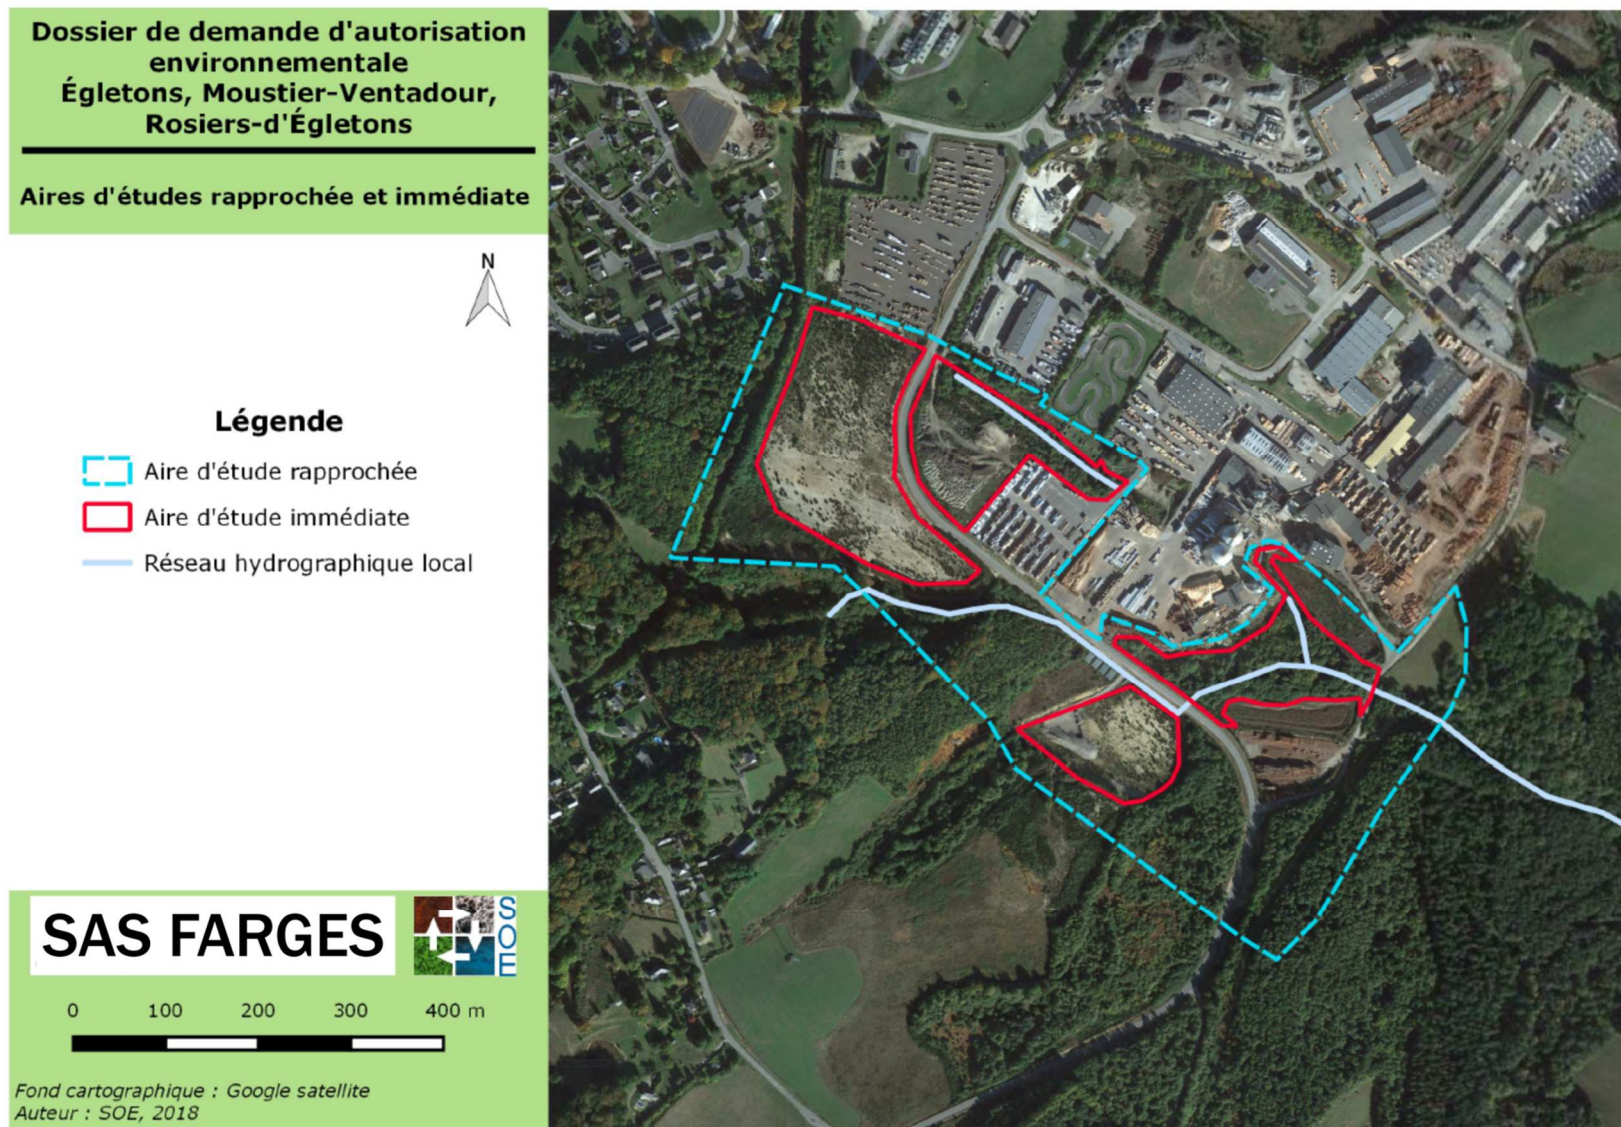 Dossier de demande d'autorisation
environnementale
Égletons, Moustier-Ventadour,
Rosiers-d'Égletons
Aires d'études rapprochée et immédiate
N
Légende
Aire d'étude rapprochée
Aire d'étude immédiate
Réseau hydrographique local
SAS FARGES
SOE
0 100 200 300 400 m
Fond cartographique : Google satellite
Auteur : SOE, 2018